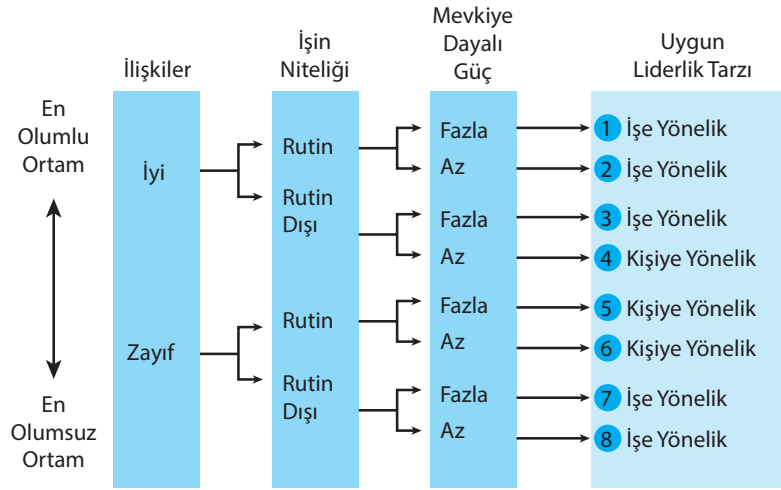 İlişkiler
İşin
Niteliği
Mevkiye
Dayalı
Güç
Uygun
Liderlik Tarzı
En
Olumlu
Ortam
En
Olumsuz
Ortam
İyi
Zayıf
Rutin
Rutin
Dışı
Rutin
Rutin
Dışı
Fazla
Az
Fazla
Az
Fazla
Az
Fazla
Az
1 İşe Yönelik
2 İşe Yönelik
3 İşe Yönelik
4 Kişiye Yönelik
5 Kişiye Yönelik
6 Kişiye Yönelik
7 İşe Yönelik
8 İşe Yönelik